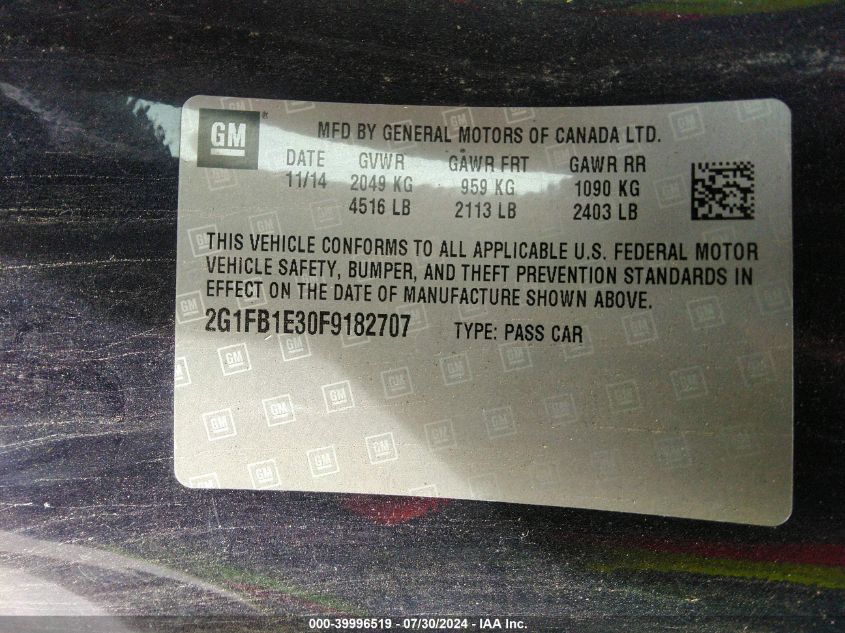 GM
MFD BY GENERAL MOTORS OF CANADA LTD.
DATE GVWR GAWR FRT GAWR RR
11/14 2049 KG 959 KG 1090 KG
4516 LB 2113 LB 2403 LB
THIS VEHICLE CONFORMS TO ALL APPLICABLE U.S. FEDERAL MOTOR
VEHICLE SAFETY, BUMPER, AND THEFT PREVENTION STANDARDS IN
EFFECT ON THE DATE OF MANUFACTURE SHOWN ABOVE.
2G1FB1E30F9182707 TYPE: PASS CAR
000-39996519 / 07/30/2024 - IAA Inc.